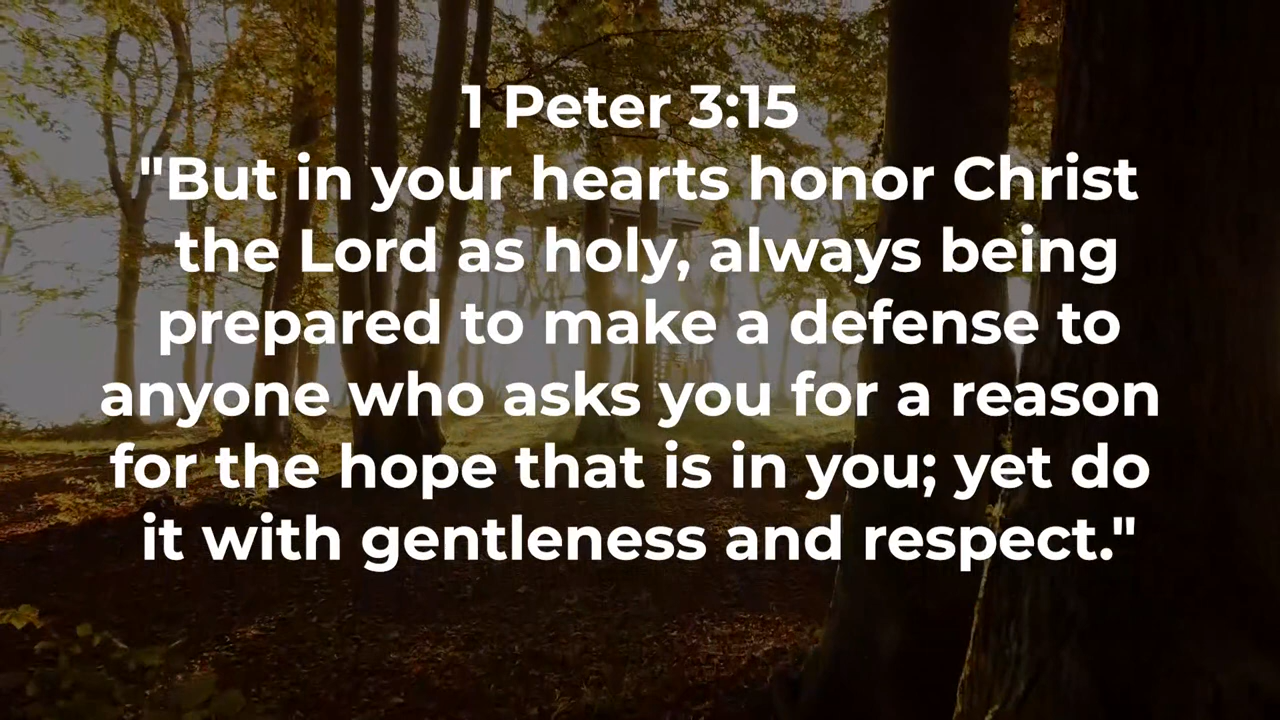 1 Peter 3:15
"But in your hearts honor Christ
the Lord as holy, always being
prepared to make a defense to
anyone who asks you for a reason
for the hope that is in you; yet do
it with gentleness and respect."